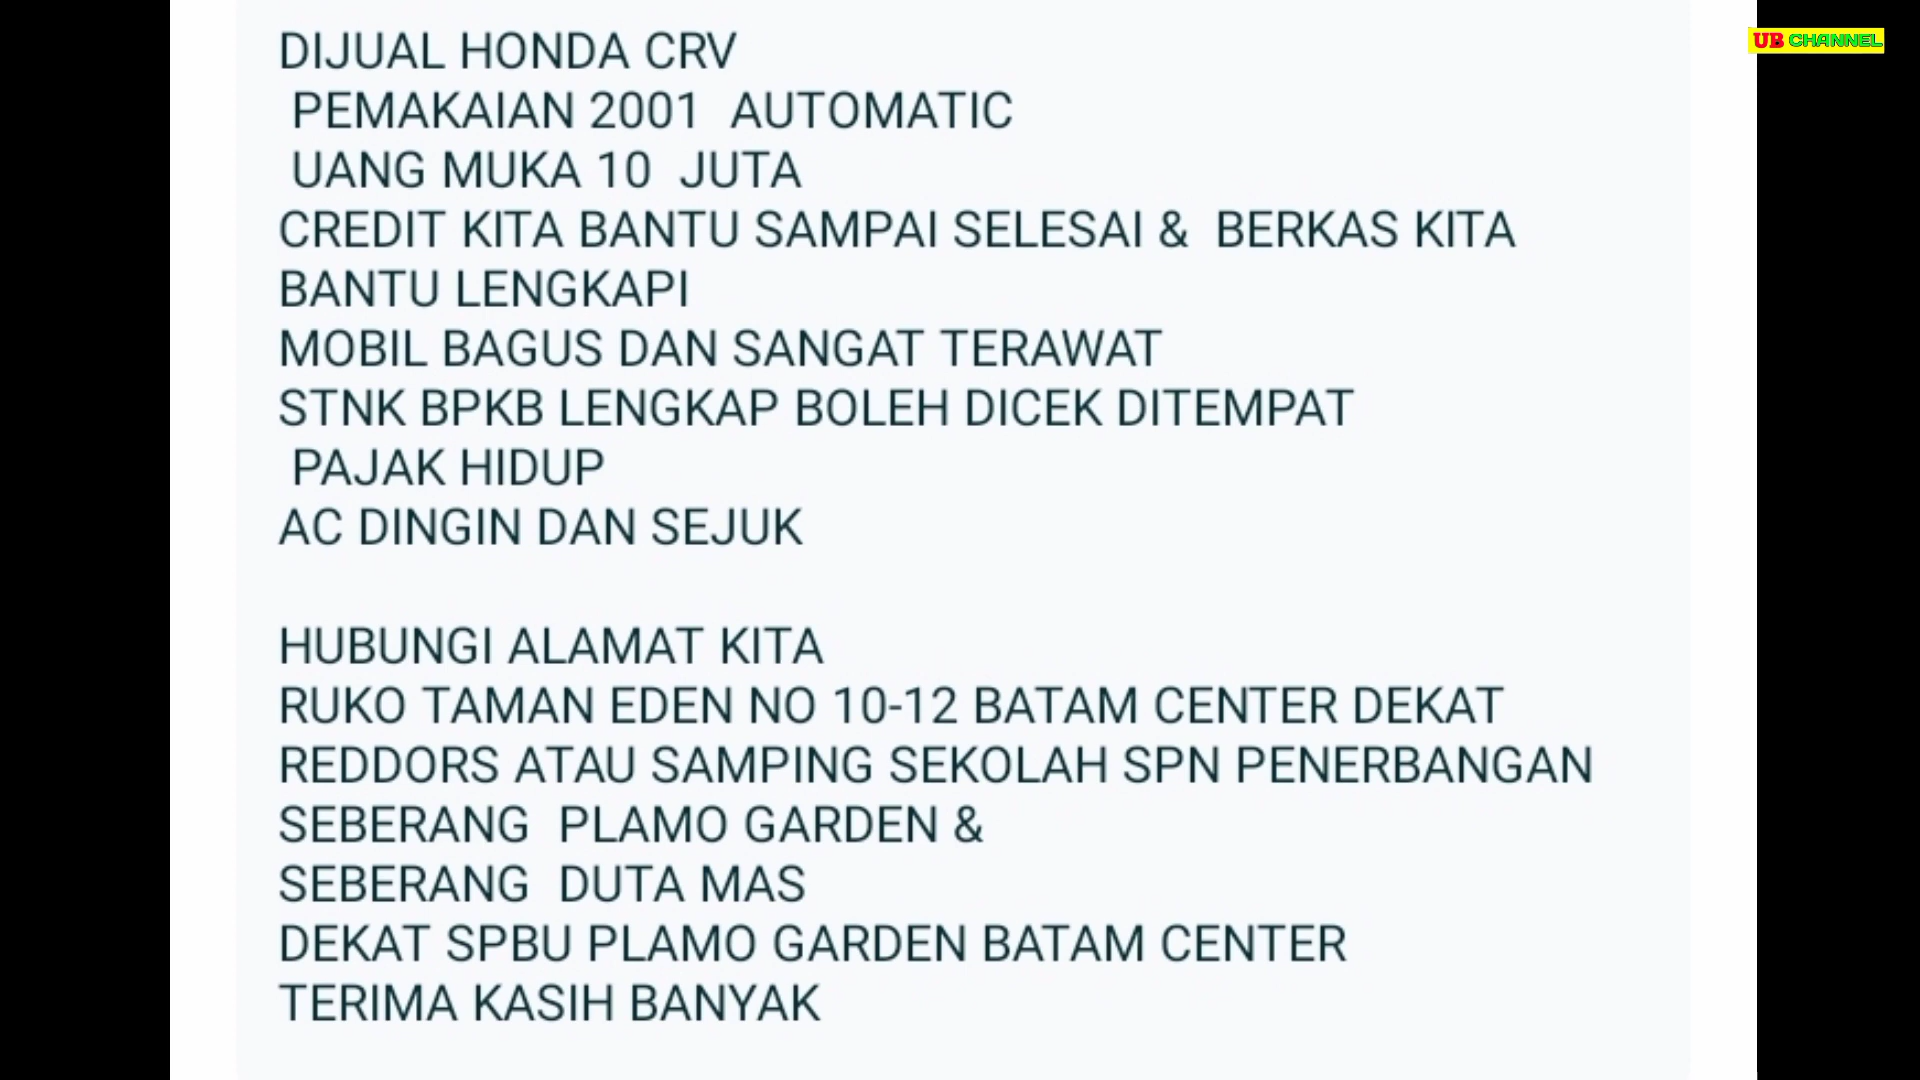 DIJUAL HONDA CRV
PEMAKAIAN 2001 AUTOMATIC
UANG MUKA 10 JUTA
CREDIT KITA BANTU SAMPAI SELESAI & BERKAS KITA
BANTU LENGKAPI
MOBIL BAGUS DAN SANGAT TERAWAT
STNK BPKB LENGKAP BOLEH DICEK DITEMPAT
PAJAK HIDUP
AC DINGIN DAN SEJUK
HUBUNGI ALAMAT KITA
RUKO TAMAN EDEN NO 10-12 BATAM CENTER DEKAT
REDDORS ATAU SAMPING SEKOLAH SPN PENERBANGAN
SEBERANG PLAMO GARDEN &
SEBERANG DUTA MAS
DEKAT SPBU PLAMO GARDEN BATAM CENTER
TERIMA KASIH BANYAK
UB CHANNEL